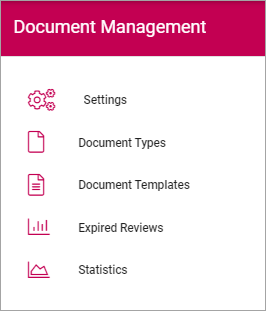 Document Management
Settings
Document Types
Document Templates
Expired Reviews
Statistics